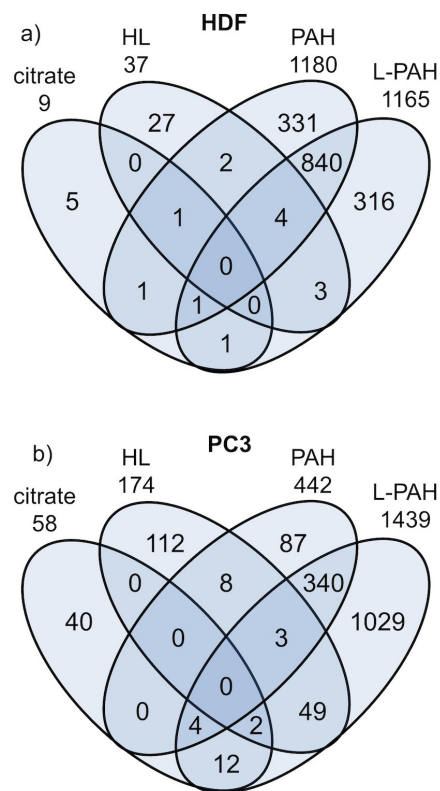 a) HDF
HL PAH
37 1180 L-PAH
citrate 1165
9
27 331
0 2 840
5 1 4 316
0
1 1 0 3
1
b) PC3
HL PAH
174 442 L-PAH
citrate 1439
58
112 87
0 8 340
40 0 3 1029
0
0 4 2 49
12